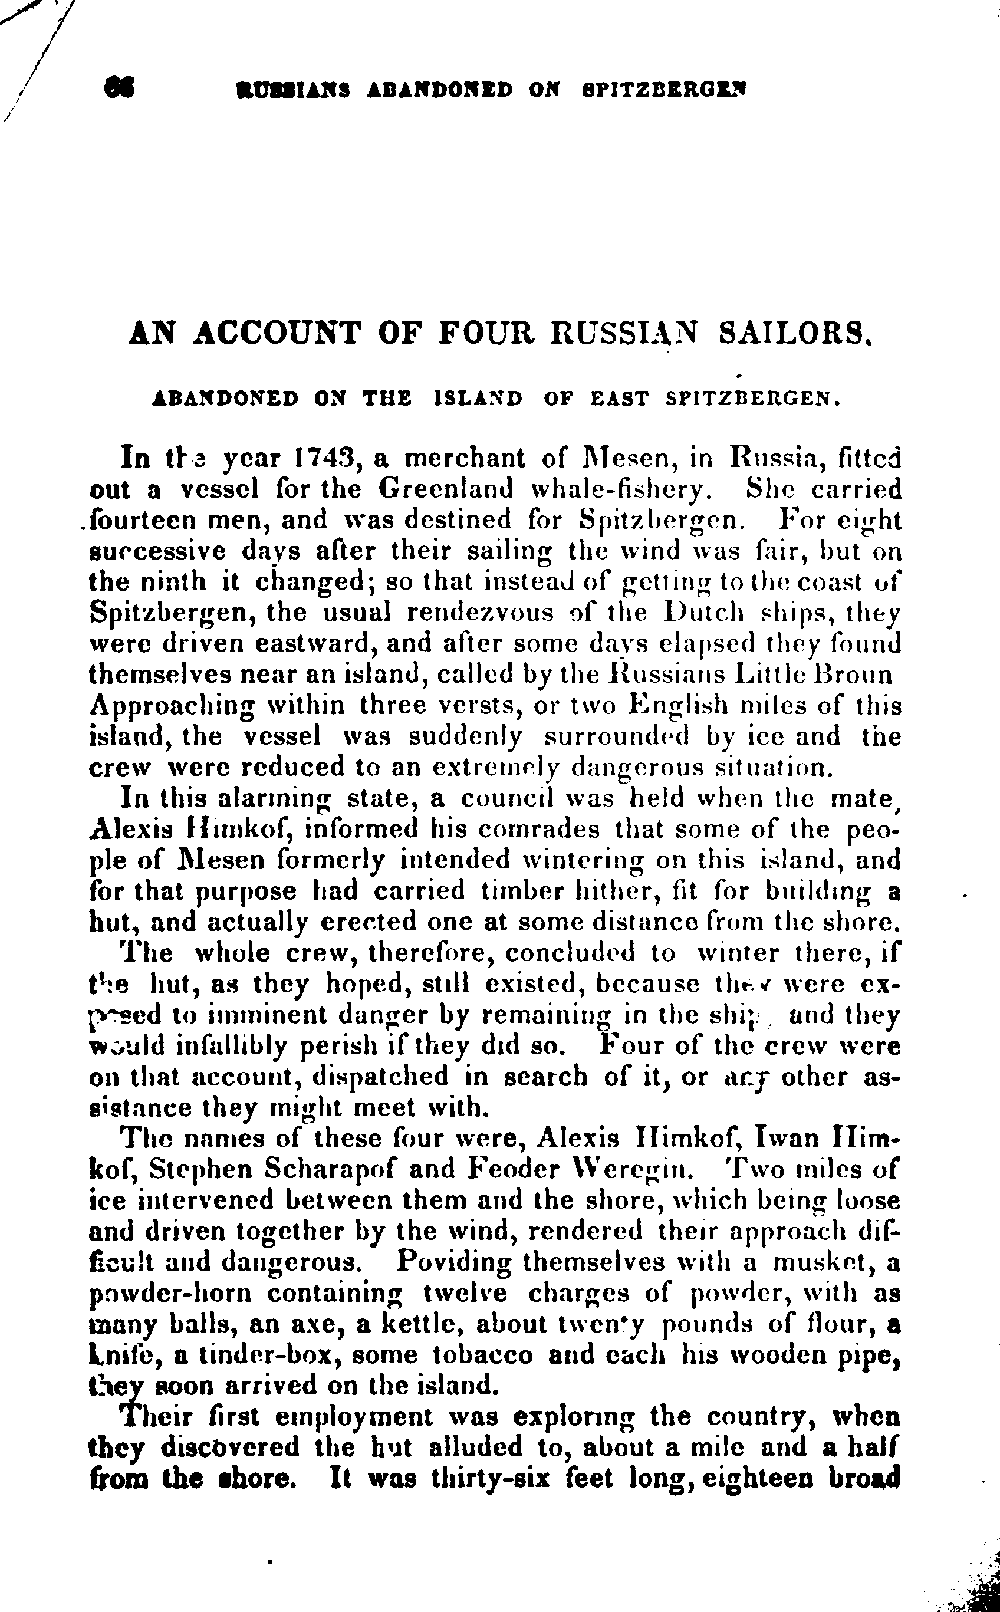 66 RUSSIANS ABANDONED ON SPITZBERGEN
AN ACCOUNT OF FOUR RUSSIAN SAILORS.
ABANDONED ON THE ISLAND OF EAST SPITZBERGEN.
In the year 1743, a merchant of Mesen, in Russia, fitted
out a vessel for the Greenland whale-fishery. She carried
fourteen men, and was destined for Spitzbergen. For eight
successive days after their sailing the wind was fair, but on
the ninth it changed; so that instead of getting to the coast of
Spitzbergen, the usual rendezvous of the Dutch ships, they
were driven eastward, and after some days elapsed they found
themselves near an island, called by the Russians Little Broun
Approaching within three versts, or two English miles of this
island, the vessel was suddenly surrounded by ice and the
crew were reduced to an extremely dangerous situation.
In this alarming state, a council was held when the mate,
Alexis Himkof, informed his comrades that some of the peo-
ple of Mesen formerly intended wintering on this island, and
for that purpose had carried timber hither, fit for building a
hut, and actually erected one at some distance from the shore.
The whole crew, therefore, concluded to winter there, if
the hut, as they hoped, still existed, because they were ex-
posed to imminent danger by remaining in the ship, and they
would infallibly perish if they did so. Four of the crew were
on that account, dispatched in search of it, or any other as-
sistance they might meet with.
The names of these four were, Alexis Himkof, Iwan Him-
kof, Stephen Scharapof and Feoder Weregin. Two miles of
ice intervened between them and the shore, which being loose
and driven together by the wind, rendered their approach dif-
ficult and dangerous. Poviding themselves with a musket, a
powder-horn containing twelve charges of powder, with as
many balls, an axe, a kettle, about twenty pounds of flour, a
knife, a tinder-box, some tobacco and each his wooden pipe,
they soon arrived on the island.
Their first employment was exploring the country, when
they discovered the hut alluded to, about a mile and a half
from the shore. It was thirty-six feet long, eighteen broad